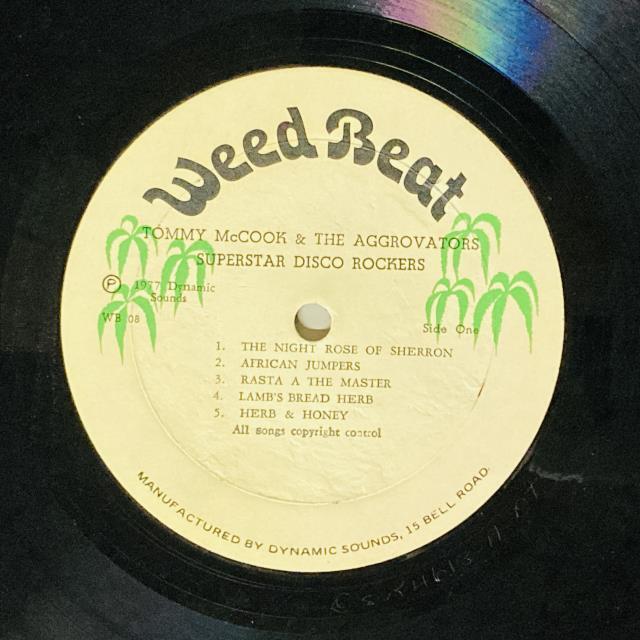 Weed Beat
TOMMY McCOOK & THE AGGROVATORS
SUPERSTAR DISCO ROCKERS
Ⓟ 1977 Dynamic
Sounds
WB 08
Side One
1. THE NIGHT ROSE OF SHERRON
2. AFRICAN JUMPERS
3. RASTA A THE MASTER
4. LAMB'S BREAD HERB
5. HERB & HONEY
All songs copyright control
MANUFACTURED BY DYNAMIC SOUNDS, 15 BELL ROAD.